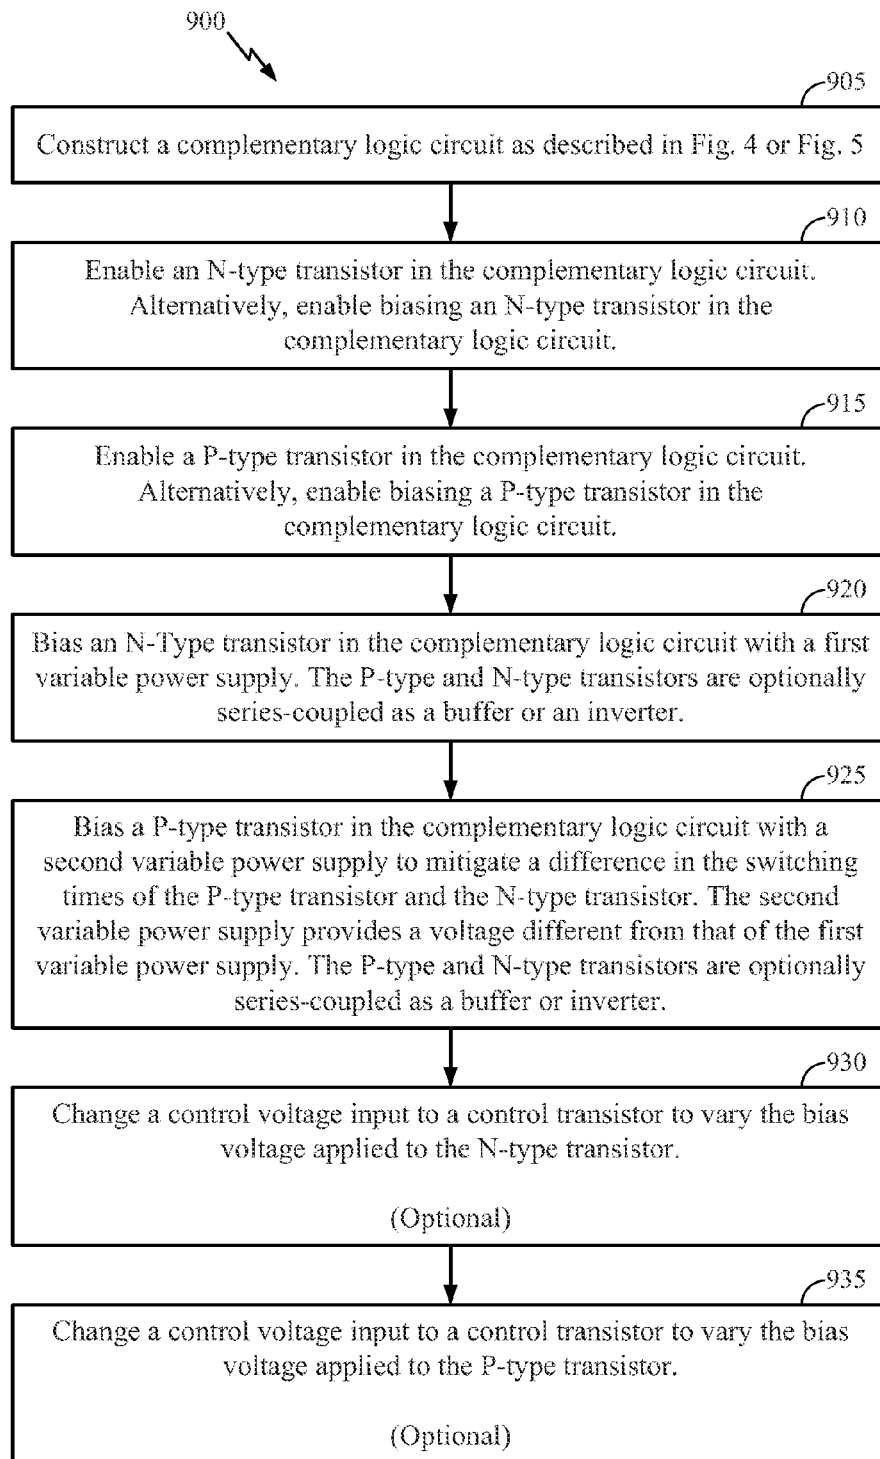 900
905
Construct a complementary logic circuit as described in Fig. 4 or Fig. 5
910
Enable an N-type transistor in the complementary logic circuit.
Alternatively, enable biasing an N-type transistor in the
complementary logic circuit.
915
Enable a P-type transistor in the complementary logic circuit.
Alternatively, enable biasing a P-type transistor in the
complementary logic circuit.
920
Bias an N-Type transistor in the complementary logic circuit with a first
variable power supply. The P-type and N-type transistors are optionally
series-coupled as a buffer or an inverter.
925
Bias a P-type transistor in the complementary logic circuit with a
second variable power supply to mitigate a difference in the switching
times of the P-type transistor and the N-type transistor. The second
variable power supply provides a voltage different from that of the first
variable power supply. The P-type and N-type transistors are optionally
series-coupled as a buffer or inverter.
930
Change a control voltage input to a control transistor to vary the bias
voltage applied to the N-type transistor.
(Optional)
935
Change a control voltage input to a control transistor to vary the bias
voltage applied to the P-type transistor.
(Optional)